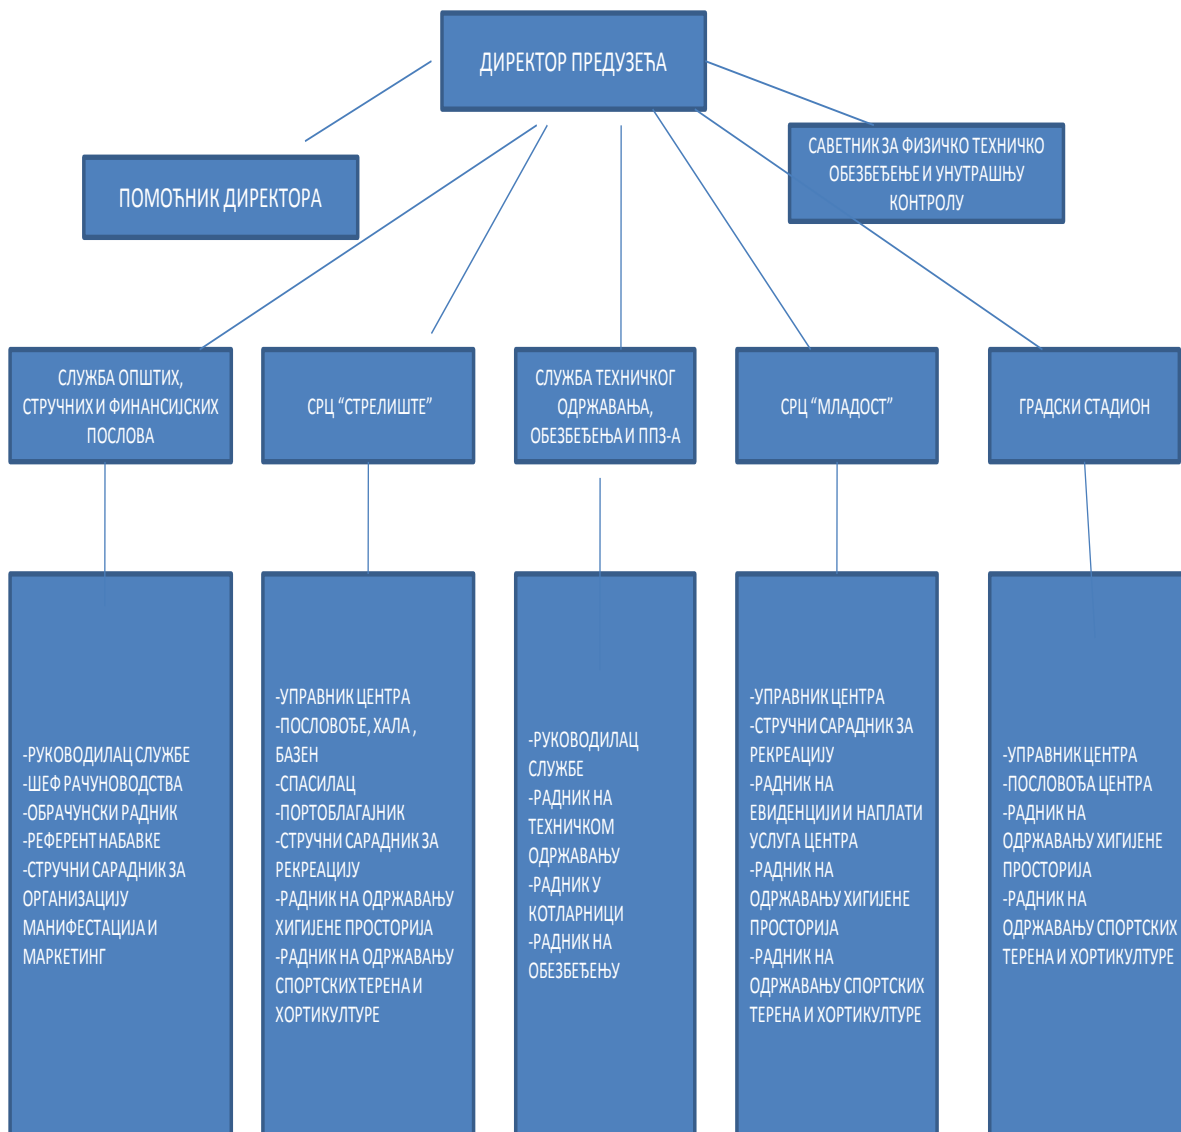 ДИРЕКТОР ПРЕДУЗЕЋА
ПОМОЋНИК ДИРЕКТОРА
САВЕТНИК ЗА ФИЗИЧКО ТЕХНИЧКО
ОБЕЗБЕЂЕЊЕ И УНУТРАШЊУ
КОНТРОЛУ
СЛУЖБА ОПШТИХ,
СТРУЧНИХ И ФИНАНСИЈСКИХ
ПОСЛОВА
СРЦ “СТРЕЛИШТЕ”
СЛУЖБА ТЕХНИЧКОГ
ОДРЖАВАЊА,
ОБЕЗБЕЂЕЊА И ППЗ-А
СРЦ “МЛАДОСТ”
ГРАДСКИ СТАДИОН
-РУКОВОДИЛАЦ СЛУЖБЕ
-ШЕФ РАЧУНОВОДСТВА
-ОБРАЧУНСКИ РАДНИК
-РЕФЕРЕНТ НАБАВКЕ
-СТРУЧНИ САРАДНИК ЗА
ОРГАНИЗАЦИЈУ
МАНИФЕСТАЦИЈА И
МАРКЕТИНГ
-УПРАВНИК ЦЕНТРА
-ПОСЛОВОЂЕ, ХАЛА ,
БАЗЕН
-СПАСИЛАЦ
-ПОРТОБЛАГАЈНИК
-СТРУЧНИ САРАДНИК ЗА
РЕКРЕАЦИЈУ
-РАДНИК НА ОДРЖАВАЊУ
ХИГИЈЕНЕ ПРОСТОРИЈА
-РАДНИК НА ОДРЖАВАЊУ
СПОРТСКИХ ТЕРЕНА И
ХОРТИКУЛТУРЕ
-РУКОВОДИЛАЦ
СЛУЖБЕ
-РАДНИК НА
ТЕХНИЧКОМ
ОДРЖАВАЊУ
-РАДНИК У
КОТЛАРНИЦИ
-РАДНИК НА
ОБЕЗБЕЂЕЊУ
-УПРАВНИК ЦЕНТРА
-СТРУЧНИ САРАДНИК ЗА
РЕКРЕАЦИЈУ
-РАДНИК НА
ЕВИДЕНЦИЈИ И НАПЛАТИ
УСЛУГА ЦЕНТРА
-РАДНИК НА
ОДРЖАВАЊУ ХИГИЈЕНЕ
ПРОСТОРИЈА
-РАДНИК НА
ОДРЖАВАЊУ СПОРТСКИХ
ТЕРЕНА И ХОРТИКУЛТУРЕ
-УПРАВНИК ЦЕНТРА
-ПОСЛОВОЂА ЦЕНТРА
-РАДНИК НА
ОДРЖАВАЊУ ХИГИЈЕНЕ
ПРОСТОРИЈА
-РАДНИК НА
ОДРЖАВАЊУ СПОРТСКИХ
ТЕРЕНА И ХОРТИКУЛТУРЕ